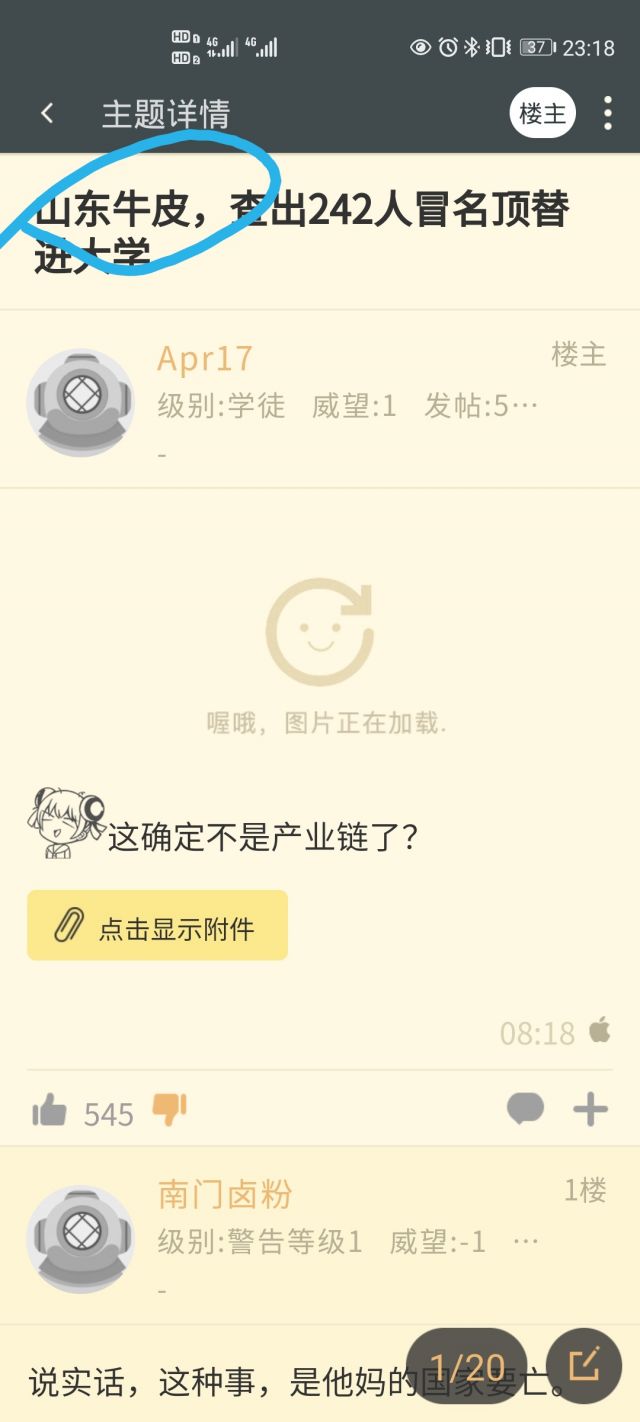 HD 1 4G 4G 37 23:18
HD 2
主题详情 楼主
山东牛皮，查出242人冒名顶替
进大学
Apr17 楼主
级别:学徒 威望:1 发帖:5…
-
喔哦，图片正在加载.
这确定不是产业链了？
点击显示附件
08:18
545
南门卤粉 1楼
级别:警告等级1 威望:-1 …
-
1/20
说实话，这种事，是他妈的国家要亡。